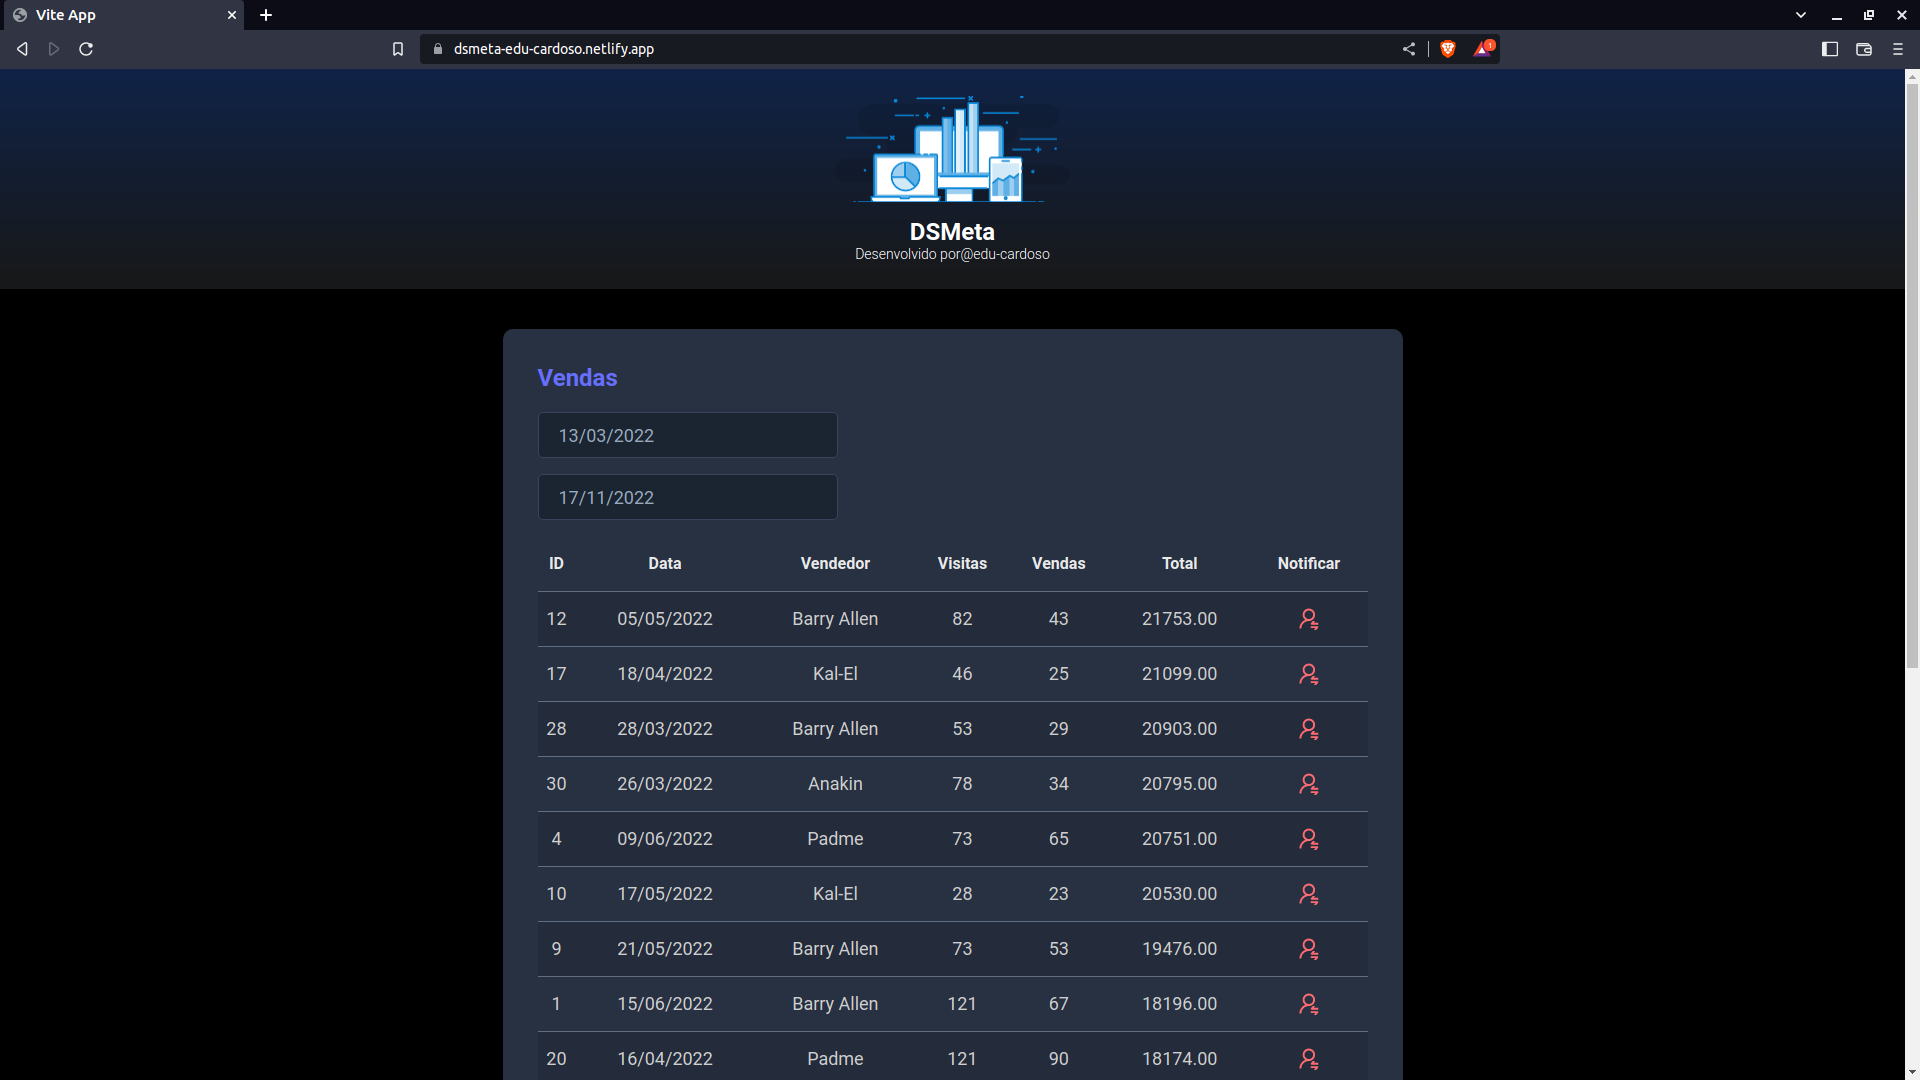 Vite App
dsmeta-edu-cardoso.netlify.app
1
DSMeta
Desenvolvido por@edu-cardoso
Vendas
13/03/2022
17/11/2022
ID Data Vendedor Visitas Vendas Total Notificar
12 05/05/2022 Barry Allen 82 43 21753.00
17 18/04/2022 Kal-El 46 25 21099.00
28 28/03/2022 Barry Allen 53 29 20903.00
30 26/03/2022 Anakin 78 34 20795.00
4 09/06/2022 Padme 73 65 20751.00
10 17/05/2022 Kal-El 28 23 20530.00
9 21/05/2022 Barry Allen 73 53 19476.00
1 15/06/2022 Barry Allen 121 67 18196.00
20 16/04/2022 Padme 121 90 18174.00